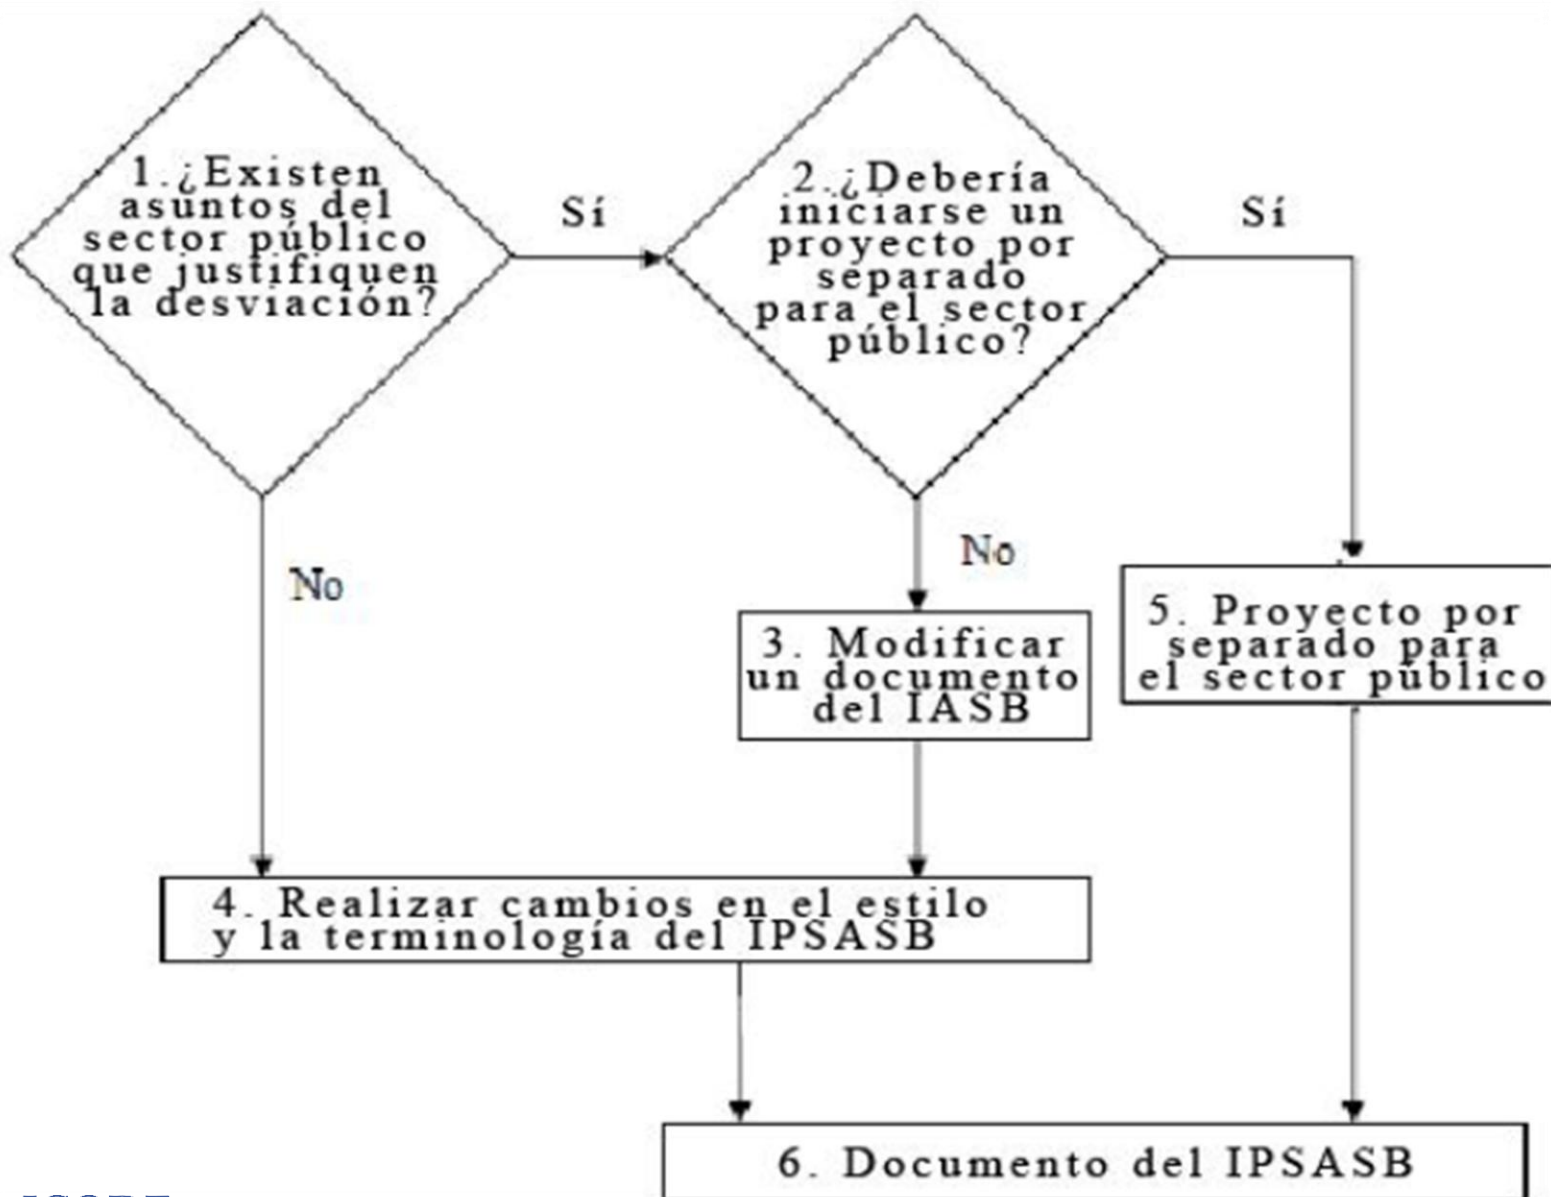 1.¿Existen
asuntos del
sector público
que justifiquen
la desviación?
Sí
2.¿Debería
iniciarse un
proyecto por
separado
para el sector
público?
Sí
No
No
3. Modificar
un documento
del IASB
5. Proyecto por
separado para
el sector público
4. Realizar cambios en el estilo
y la terminología del IPSASB
6. Documento del IPSASB